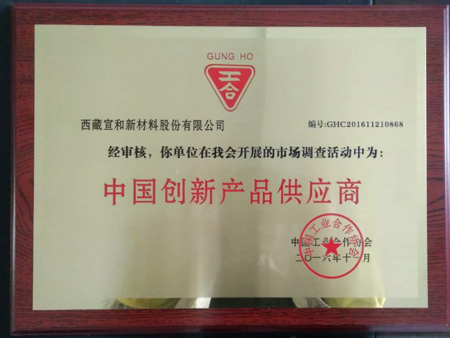 GUNG HO
工合
西藏宣和新材料股份有限公司
编号:GHC201611210868
经审核，你单位在我会开展的市场调查活动中为：
中国创新产品供应商
中国工业合作协会
二〇一六年十一月